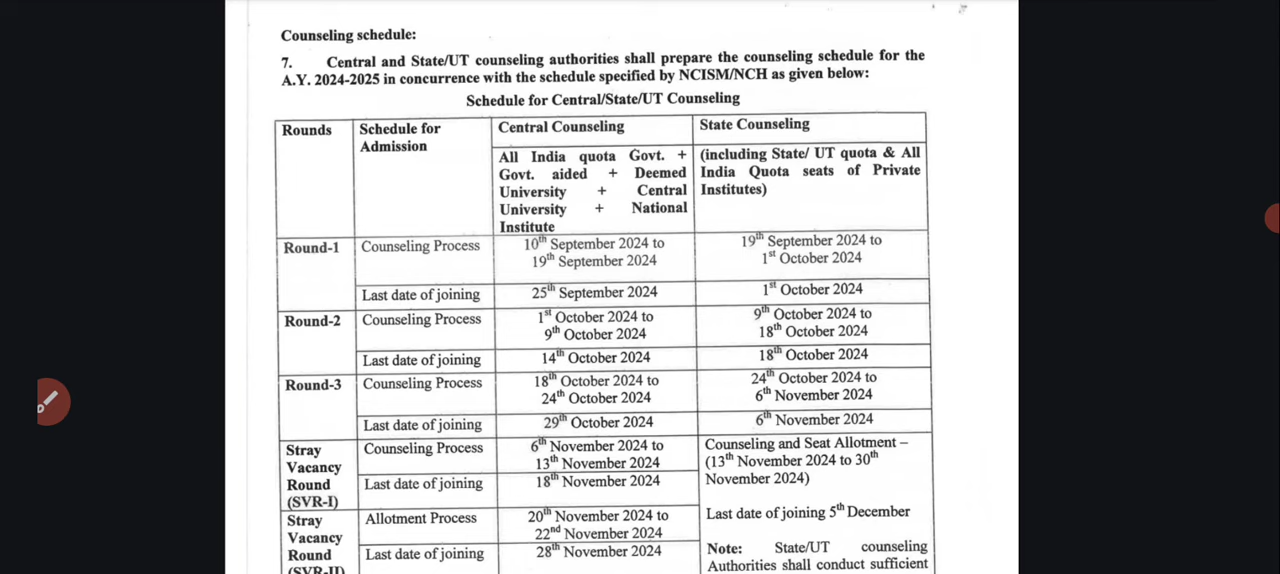 Counseling schedule:
7. Central and State/UT counseling authorities shall prepare the counseling schedule for the
A.Y. 2024-2025 in concurrence with the schedule specified by NCISM/NCH as given below:
Schedule for Central/State/UT Counseling
Rounds
Schedule for
Admission
Central Counseling
State Counseling
All India quota Govt. +
Govt. aided + Deemed
University + Central
University + National
Institute
(including State/ UT quota & All
India Quota seats of Private
Institutes)
Round-1
Counseling Process
10th September 2024 to
19th September 2024
19th September 2024 to
1st October 2024
Last date of joining
25th September 2024
1st October 2024
Round-2
Counseling Process
1st October 2024 to
9th October 2024
9th October 2024 to
18th October 2024
Last date of joining
14th October 2024
18th October 2024
Round-3
Counseling Process
18th October 2024 to
24th October 2024
24th October 2024 to
6th November 2024
Last date of joining
29th October 2024
6th November 2024
Stray
Vacancy
Round
(SVR-I)
Counseling Process
6th November 2024 to
13th November 2024
Last date of joining
18th November 2024
Counseling and Seat Allotment –
(13th November 2024 to 30th
November 2024)
Last date of joining 5th December
Note: State/UT counseling
Authorities shall conduct sufficient
Stray
Vacancy
Round
(SVR-II)
Allotment Process
20th November 2024 to
22nd November 2024
Last date of joining
28th November 2024